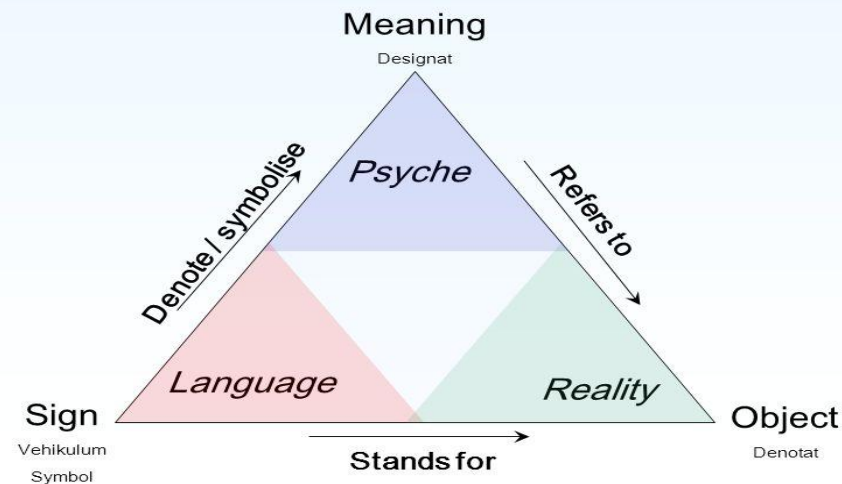 Meaning
Designat
Denote / symbolise
Psyche
Refers to
Language
Reality
Sign
Vehikulum
Symbol
Object
Denotat
Stands for